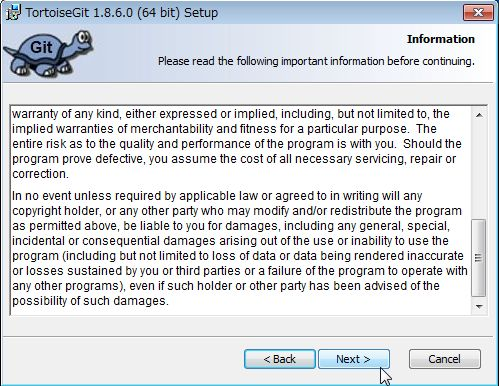 TortoiseGit 1.8.6.0 (64 bit) Setup
Git
Information
Please read the following important information before continuing.
warranty of any kind, either expressed or implied, including, but not limited to, the
implied warranties of merchantability and fitness for a particular purpose.  The
entire risk as to the quality and performance of the program is with you.  Should the
program prove defective, you assume the cost of all necessary servicing, repair or
correction.
In no event unless required by applicable law or agreed to in writing will any
copyright holder, or any other party who may modify and/or redistribute the program
as permitted above, be liable to you for damages, including any general, special,
incidental or consequential damages arising out of the use or inability to use the
program (including but not limited to loss of data or data being rendered inaccurate
or losses sustained by you or third parties or a failure of the program to operate with
any other programs), even if such holder or other party has been advised of the
possibility of such damages.
< Back
Next >
Cancel